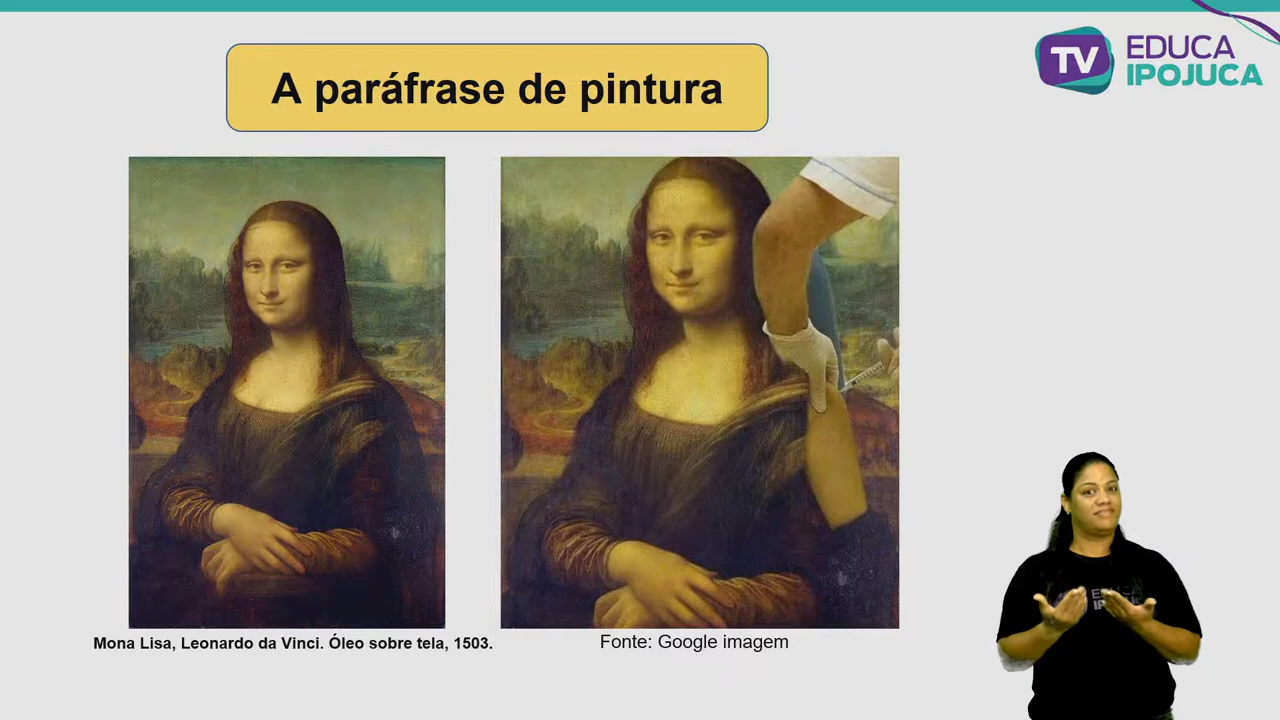 A paráfrase de pintura
TV EDUCA
IPOJUCA
Mona Lisa, Leonardo da Vinci. Óleo sobre tela, 1503.
Fonte: Google imagem